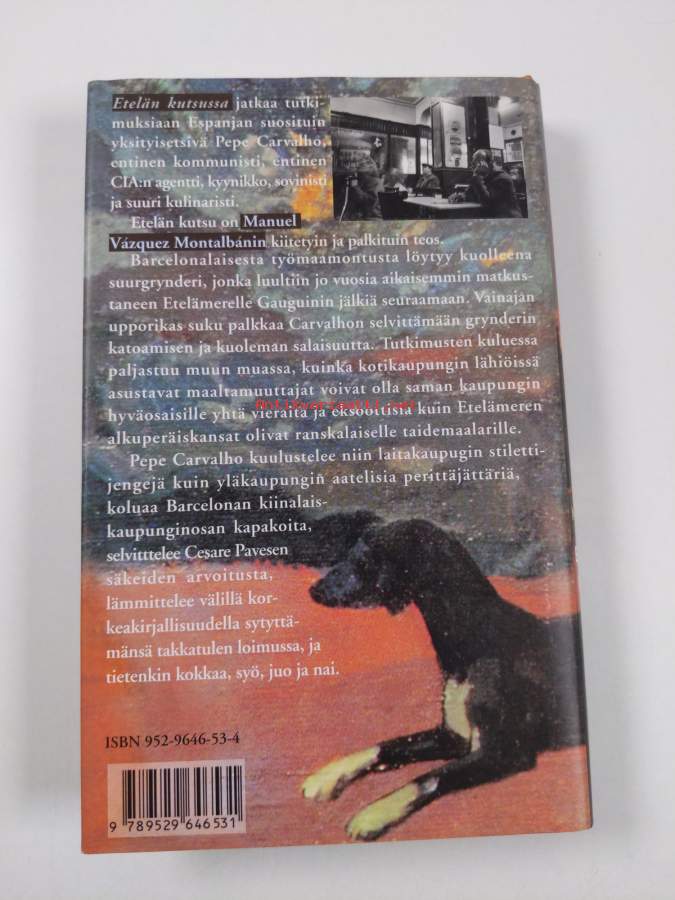 Etelän kutsussa jatkaa tutki-
muksiaan Espanjan suosituin
yksityisetsivä Pepe Carvalho,
entinen kommunisti, entinen
CIA:n agentti, kyynikko, sovinisti
ja suuri kulinaristi.
Etelän kutsu on Manuel
Vázquez Montalbánin kiitetyin ja palkituin teos.
Barcelonalaisesta työmaamontusta löytyy kuolleena
suurgrynderi, jonka luultiin jo vuosia aikaisemmin matkus-
taneen Etelämerelle Gauguinin jälkiä seuraamaan. Vainajan
upporikas suku palkkaa Carvalhon selvittämään grynderin
katoamisen ja kuoleman salaisuutta. Tutkimusten kuluessa
paljastuu muun muassa, kuinka kotikaupungin lähiöissä
asustavat maaltamuuttajat voivat olla saman kaupungin
hyväosaisille yhtä vieraita ja eksoottisia kuin Etelämeren
Antikvariaatti.net
alkuperäiskansat olivat ranskalaiselle taidemaalarille.
Pepe Carvalho kuulustelee niin laitakaupugin stiletti-
jengejä kuin yläkaupungin aatelisia perittäjättäriä,
koluaa Barcelonan kiinalais-
kaupunginosan kapakoita,
selvitttelee Cesare Pavesen
säkeiden arvoitusta,
lämmittelee välillä kor-
keakirjallisuudella sytyttä-
mänsä takkatulen loimussa, ja
tietenkin kokkaa, syö, juo ja nai.
ISBN 952-9646-53-4
9 789529 646531